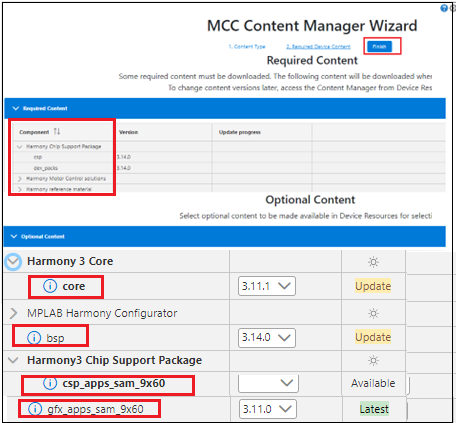 MCC Content Manager Wizard
1. Content Type 2. Required Device Content Finish
Required Content
Some required content must be downloaded. The following content will be downloaded wher
To change content versions later, access the Content Manager from Device Res
Required Content
Component Version Update progress
Harmony Chip Support Package
csp 3.14.0
dev_packs 3.14.0
Harmony Motor Control solutions
Harmony reference material
Optional Content
Select optional content to be made available in Device Resources for selecti
Optional Content
Harmony 3 Core
core 3.11.1 Update
MPLAB Harmony Configurator
bsp 3.14.0 Update
Harmony3 Chip Support Package
csp_apps_sam_9x60 Available
gfx_apps_sam_9x60 3.11.0 Latest